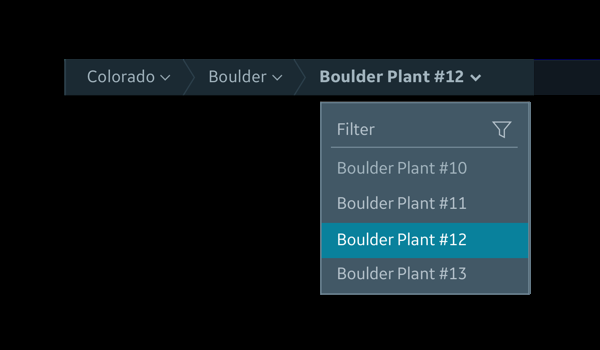 Colorado Boulder Boulder Plant #12
Filter
Boulder Plant #10
Boulder Plant #11
Boulder Plant #12
Boulder Plant #13